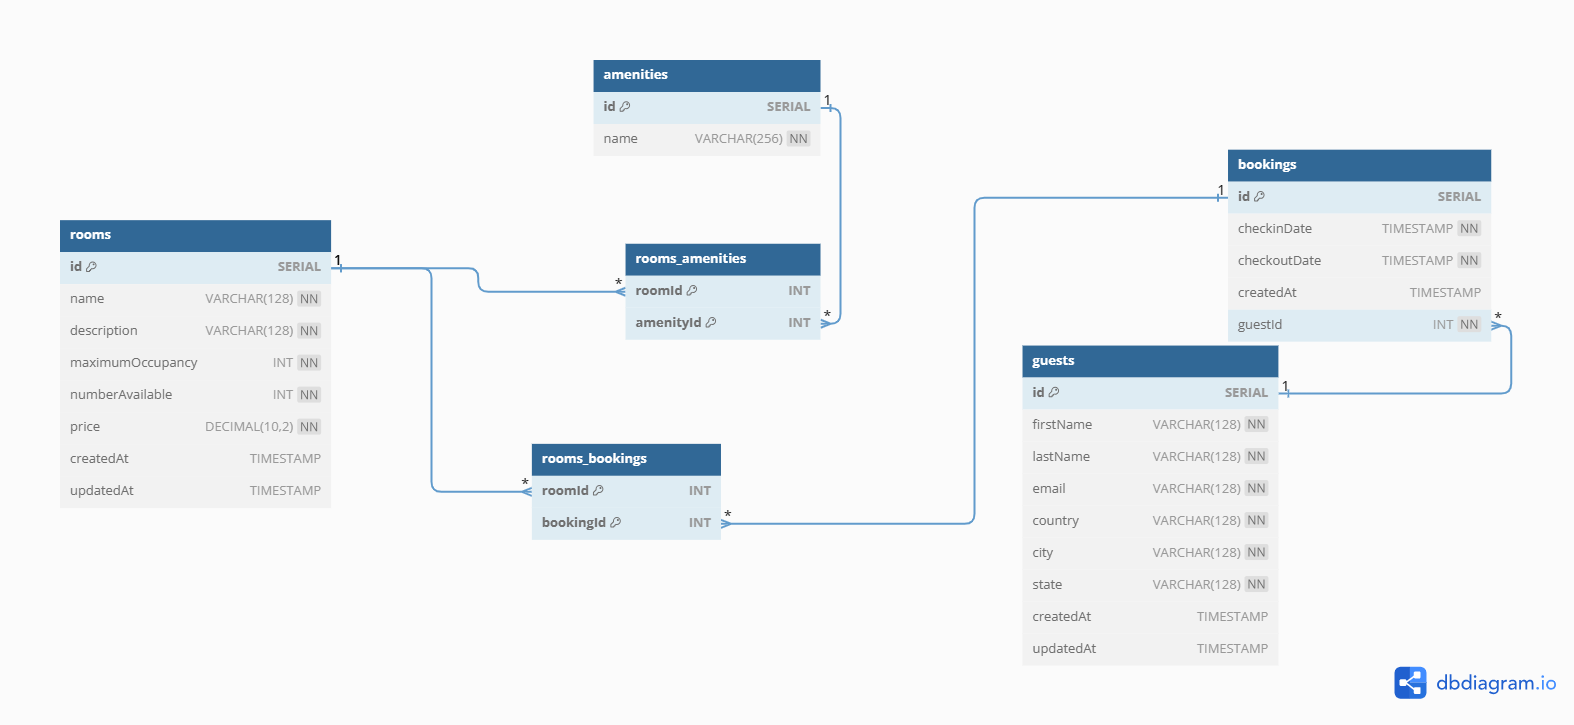 amenities
id SERIAL
name VARCHAR(256) NN
1
rooms
id SERIAL
name VARCHAR(128) NN
description VARCHAR(128) NN
maximumOccupancy INT NN
numberAvailable INT NN
price DECIMAL(10,2) NN
createdAt TIMESTAMP
updatedAt TIMESTAMP
1
rooms_amenities
* roomId INT
amenityId INT *
rooms_bookings
* roomId INT
bookingId INT *
bookings
1 id SERIAL
checkinDate TIMESTAMP NN
checkoutDate TIMESTAMP NN
createdAt TIMESTAMP
guestId INT NN *
guests
id SERIAL 1
firstName VARCHAR(128) NN
lastName VARCHAR(128) NN
email VARCHAR(128) NN
country VARCHAR(128) NN
city VARCHAR(128) NN
state VARCHAR(128) NN
createdAt TIMESTAMP
updatedAt TIMESTAMP
dbdiagram.io